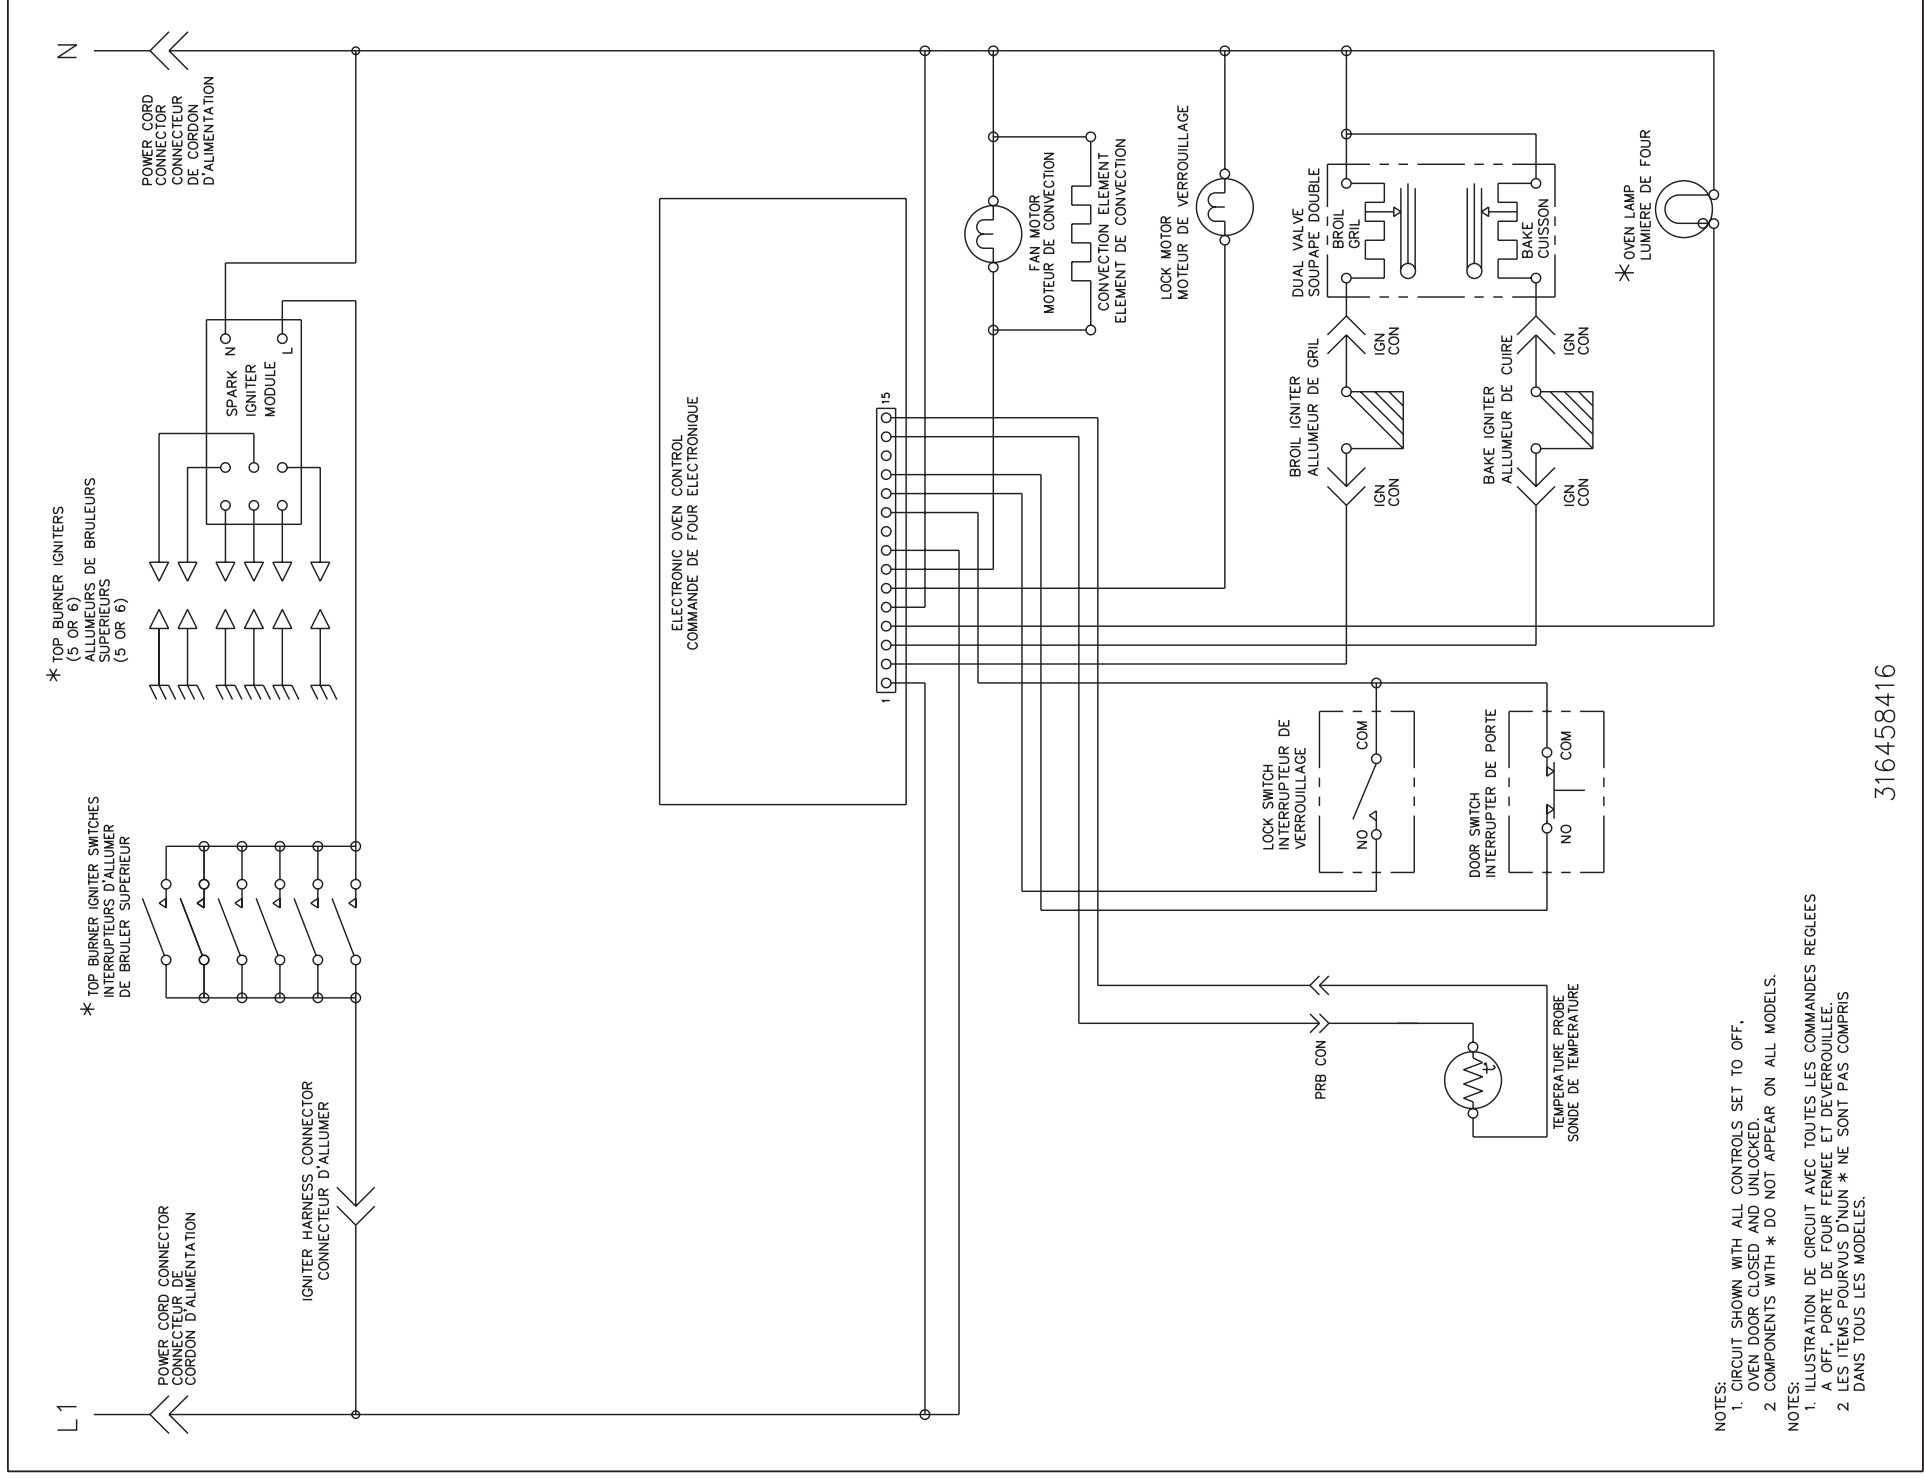 L1
N
POWER CORD CONNECTOR
CONNECTEUR DE
CORDON D'ALIMENTATION
IGNITER HARNESS CONNECTOR
CONNECTEUR D'ALLUMER
* TOP BURNER IGNITER SWITCHES
INTERRUPTEURS D'ALLUMER
DE BRULER SUPERIEUR
* TOP BURNER IGNITERS
(5 OR 6)
ALLUMEURS DE BRULEURS
SUPERIEURS
(5 OR 6)
SPARK
IGNITER
MODULE
N
L
POWER CORD
CONNECTOR
CONNECTEUR
DE CORDON
D'ALIMENTATION
ELECTRONIC OVEN CONTROL
COMMANDE DE FOUR ELECTRONIQUE
1
15
FAN MOTOR
MOTEUR DE CONVECTION
CONVECTION ELEMENT
ELEMENT DE CONVECTION
LOCK MOTOR
MOTEUR DE VERROUILLAGE
DUAL VALVE
SOUPAPE DOUBLE
BROIL
GRIL
BAKE
CUISSON
* OVEN LAMP
LUMIERE DE FOUR
BROIL IGNITER
ALLUMEUR DE GRIL
IGN
CON
IGN
CON
BAKE IGNITER
ALLUMEUR DE CUIRE
IGN
CON
IGN
CON
LOCK SWITCH
INTERRUPTEUR DE
VERROUILLAGE
NO
COM
DOOR SWITCH
INTERRUPTER DE PORTE
NO
COM
PRB CON
TEMPERATURE PROBE
SONDE DE TEMPERATURE
NOTES:
1. CIRCUIT SHOWN WITH ALL CONTROLS SET TO OFF,
OVEN DOOR CLOSED AND UNLOCKED.
2 COMPONENTS WITH * DO NOT APPEAR ON ALL MODELS.
NOTES:
1. ILLUSTRATION DE CIRCUIT AVEC TOUTES LES COMMANDES REGLEES
A OFF, PORTE DE FOUR FERMEE ET DEVERROUILLEE.
2 LES ITEMS POURVUS D'NUN * NE SONT PAS COMPRIS
DANS TOUS LES MODELES.
316458416